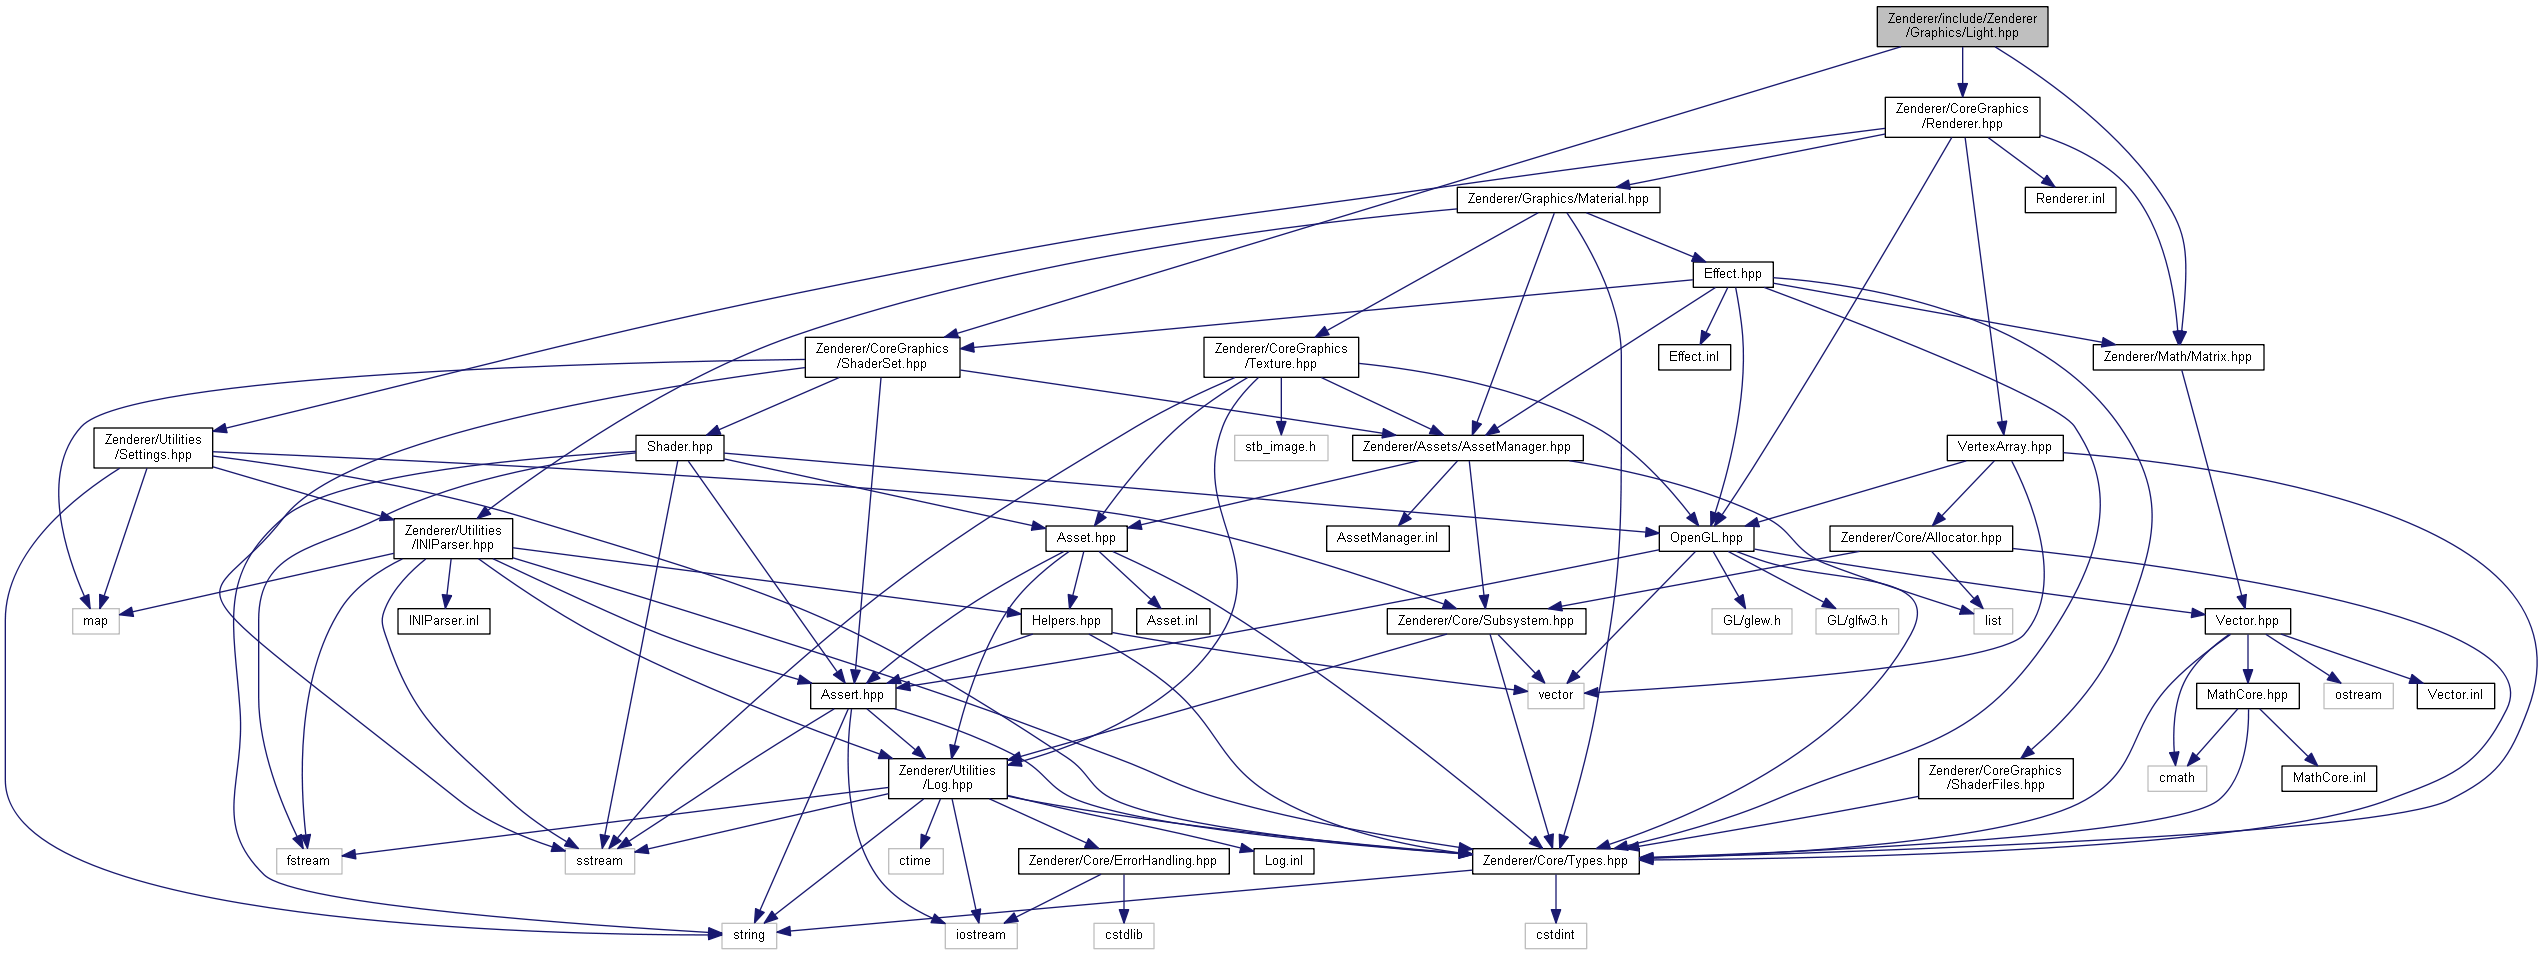 Zenderer/include/Zenderer
/Graphics/Light.hpp
Zenderer/CoreGraphics
/Renderer.hpp
Zenderer/Graphics/Material.hpp
Renderer.inl
Effect.hpp
Zenderer/CoreGraphics
/ShaderSet.hpp
Zenderer/CoreGraphics
/Texture.hpp
Effect.inl
Zenderer/Math/Matrix.hpp
Zenderer/Utilities
/Settings.hpp
Shader.hpp
stb_image.h
Zenderer/Assets/AssetManager.hpp
VertexArray.hpp
Zenderer/Utilities
/INIParser.hpp
Asset.hpp
AssetManager.inl
OpenGL.hpp
Zenderer/Core/Allocator.hpp
map
INIParser.inl
Helpers.hpp
Asset.inl
Zenderer/Core/Subsystem.hpp
GL/glew.h
GL/glfw3.h
list
Vector.hpp
Assert.hpp
vector
MathCore.hpp
ostream
Vector.inl
Zenderer/Utilities
/Log.hpp
Zenderer/CoreGraphics
/ShaderFiles.hpp
cmath
MathCore.inl
fstream
sstream
ctime
Zenderer/Core/ErrorHandling.hpp
Log.inl
Zenderer/Core/Types.hpp
string
iostream
cstdlib
cstdint